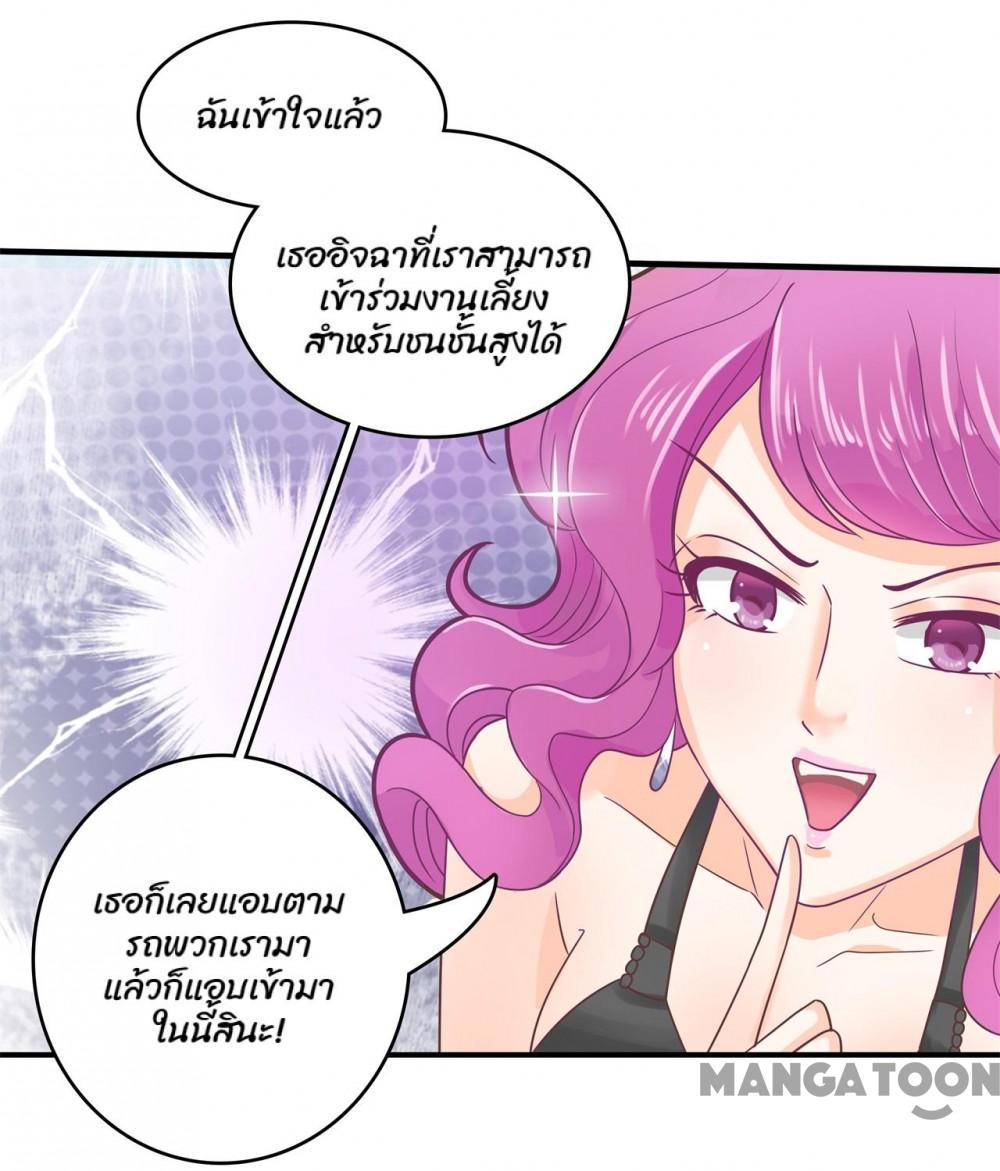 ฉันเข้าใจแล้ว
เธออิจฉาที่เราสามารถ
เข้าร่วมงานเลี้ยง
สำหรับชนชั้นสูงได้
เธอก็เลยแอบตาม
รถพวกเรามา
แล้วก็แอบเข้ามา
ในนี้สินะ!
MANGATOON